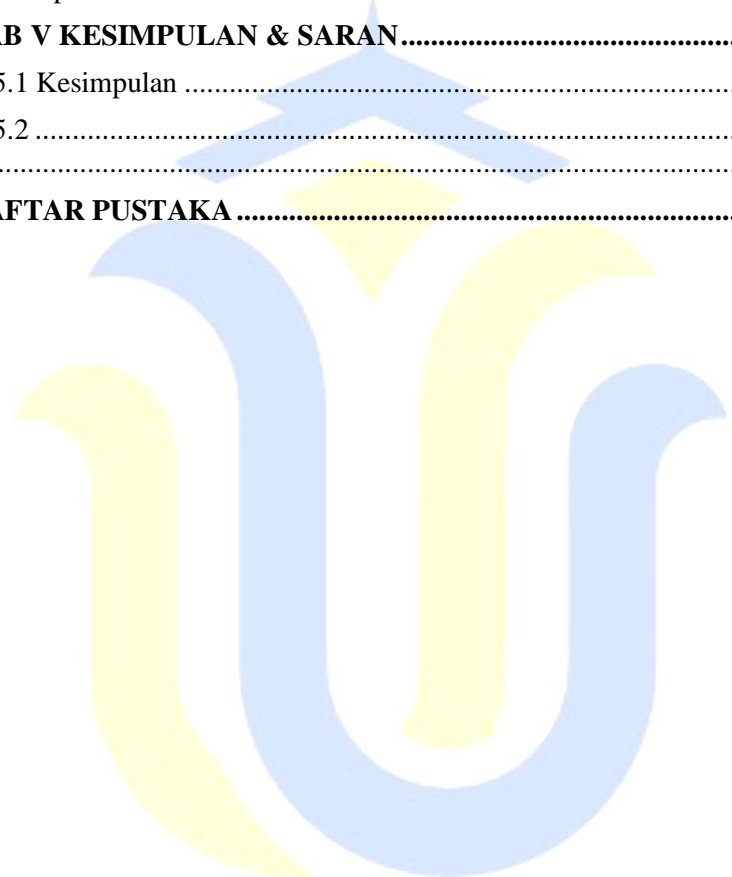 AB V KESIMPULAN & SARAN..........................................................
5.1 Kesimpulan ..........................................................................................
5.2 ..........................................................................................................................
..................................................................................................................................
AFTAR PUSTAKA ..................................................................................